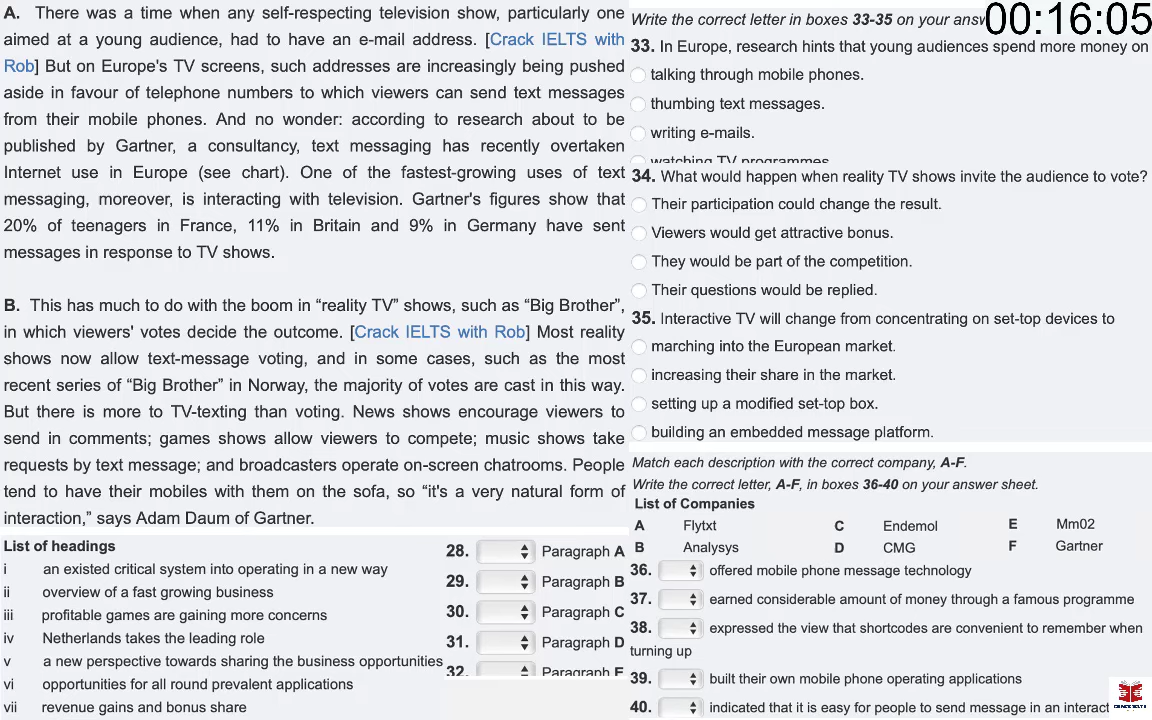 A. There was a time when any self-respecting television show, particularly one
aimed at a young audience, had to have an e-mail address. [Crack IELTS with
Rob] But on Europe's TV screens, such addresses are increasingly being pushed
aside in favour of telephone numbers to which viewers can send text messages
from their mobile phones. And no wonder: according to research about to be
published by Gartner, a consultancy, text messaging has recently overtaken
Internet use in Europe (see chart). One of the fastest-growing uses of text
messaging, moreover, is interacting with television. Gartner's figures show that
20% of teenagers in France, 11% in Britain and 9% in Germany have sent
messages in response to TV shows.
B. This has much to do with the boom in “reality TV” shows, such as “Big Brother”,
in which viewers' votes decide the outcome. [Crack IELTS with Rob] Most reality
shows now allow text-message voting, and in some cases, such as the most
recent series of “Big Brother” in Norway, the majority of votes are cast in this way.
But there is more to TV-texting than voting. News shows encourage viewers to
send in comments; games shows allow viewers to compete; music shows take
requests by text message; and broadcasters operate on-screen chatrooms. People
tend to have their mobiles with them on the sofa, so “it's a very natural form of
interaction,” says Adam Daum of Gartner.
List of headings
i an existed critical system into operating in a new way
ii overview of a fast growing business
iii profitable games are gaining more concerns
iv Netherlands takes the leading role
v a new perspective towards sharing the business opportunities
vi opportunities for all round prevalent applications
vii revenue gains and bonus share
28. Paragraph A
29. Paragraph B
30. Paragraph C
31. Paragraph D
32. Paragraph E
Write the correct letter in boxes 33-35 on your answ
00:16:05
33. In Europe, research hints that young audiences spend more money on
talking through mobile phones.
thumbing text messages.
writing e-mails.
watching TV programmes
34. What would happen when reality TV shows invite the audience to vote?
Their participation could change the result.
Viewers would get attractive bonus.
They would be part of the competition.
Their questions would be replied.
35. Interactive TV will change from concentrating on set-top devices to
marching into the European market.
increasing their share in the market.
setting up a modified set-top box.
building an embedded message platform.
Match each description with the correct company, A-F.
Write the correct letter, A-F, in boxes 36-40 on your answer sheet.
List of Companies
A Flytxt C Endemol E Mm02
B Analysys D CMG F Gartner
36. offered mobile phone message technology
37. earned considerable amount of money through a famous programme
38. expressed the view that shortcodes are convenient to remember when
turning up
39. built their own mobile phone operating applications
40. indicated that it is easy for people to send message in an interact